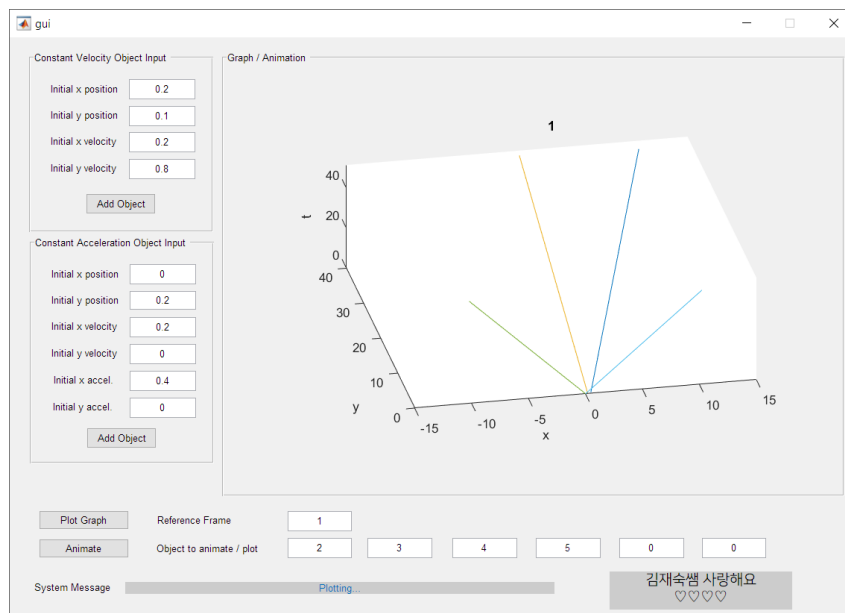 gui
Constant Velocity Object Input
Initial x position 0.2
Initial y position 0.1
Initial x velocity 0.2
Initial y velocity 0.8
Add Object
Constant Acceleration Object Input
Initial x position 0
Initial y position 0.2
Initial x velocity 0.2
Initial y velocity 0
Initial x accel. 0.4
Initial y accel. 0
Add Object
Graph / Animation
1
t
40
20
0
40
30
20
10
0
y
-15
-10
-5
0
5
10
15
x
Plot Graph Reference Frame 1
Animate Object to animate / plot 2 3 4 5 0 0
System Message Plotting...
김재숙쌤 사랑해요
♡♡♡♡